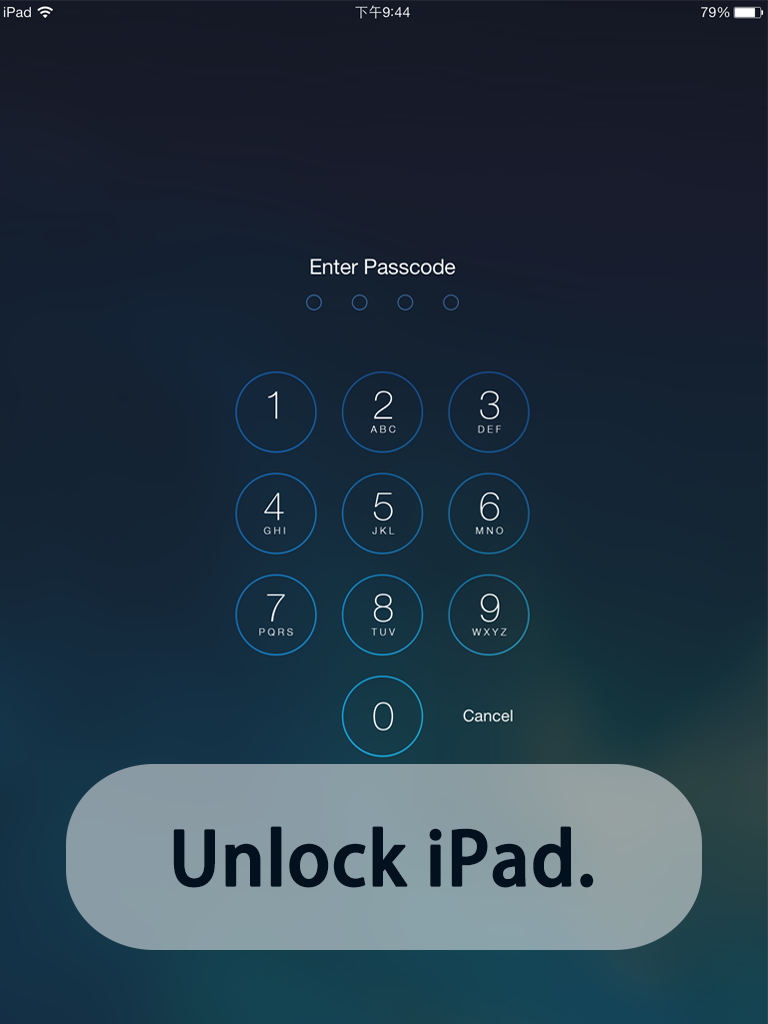 iPad 下午9:44 79%
Enter Passcode
1 2 3
ABC DEF
4 5 6
GHI JKL MNO
7 8 9
PQRS TUV WXYZ
0 Cancel
Unlock iPad.